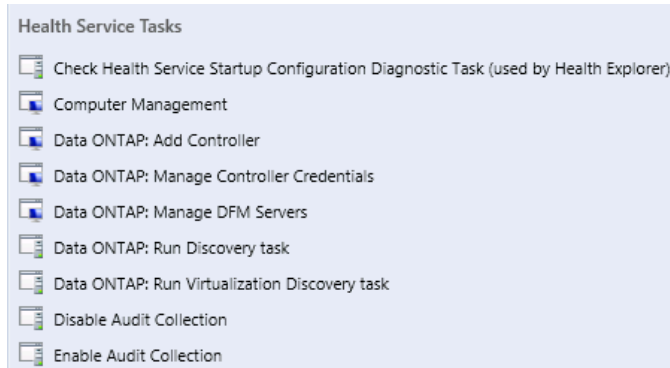 Health Service Tasks
Check Health Service Startup Configuration Diagnostic Task (used by Health Explorer)
Computer Management
Data ONTAP: Add Controller
Data ONTAP: Manage Controller Credentials
Data ONTAP: Manage DFM Servers
Data ONTAP: Run Discovery task
Data ONTAP: Run Virtualization Discovery task
Disable Audit Collection
Enable Audit Collection